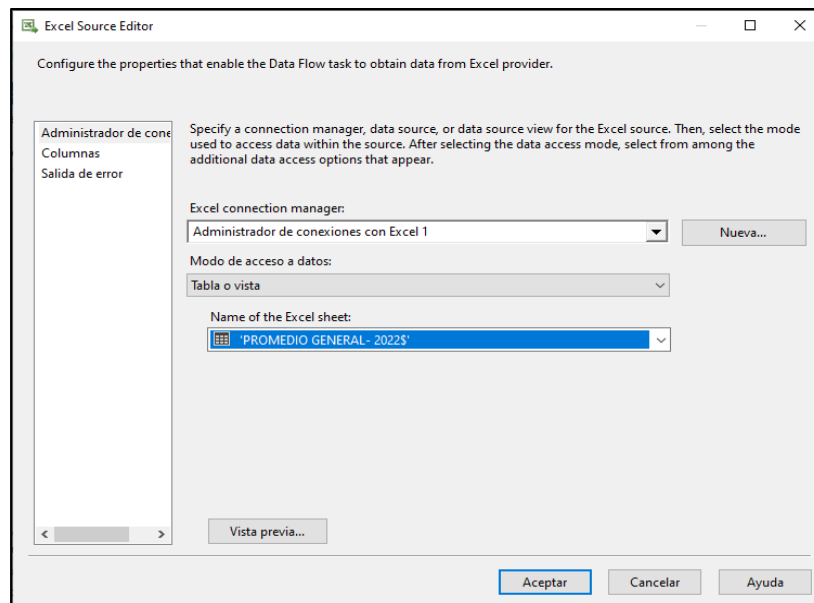 Excel Source Editor
Configure the properties that enable the Data Flow task to obtain data from Excel provider.
Administrador de cone
Columnas
Salida de error
Specify a connection manager, data source, or data source view for the Excel source. Then, select the mode
used to access data within the source. After selecting the data access mode, select from among the
additional data access options that appear.
Excel connection manager:
Administrador de conexiones con Excel 1
Nueva...
Modo de acceso a datos:
Tabla o vista
Name of the Excel sheet:
'PROMEDIO GENERAL- 2022$'
Vista previa...
Aceptar
Cancelar
Ayuda